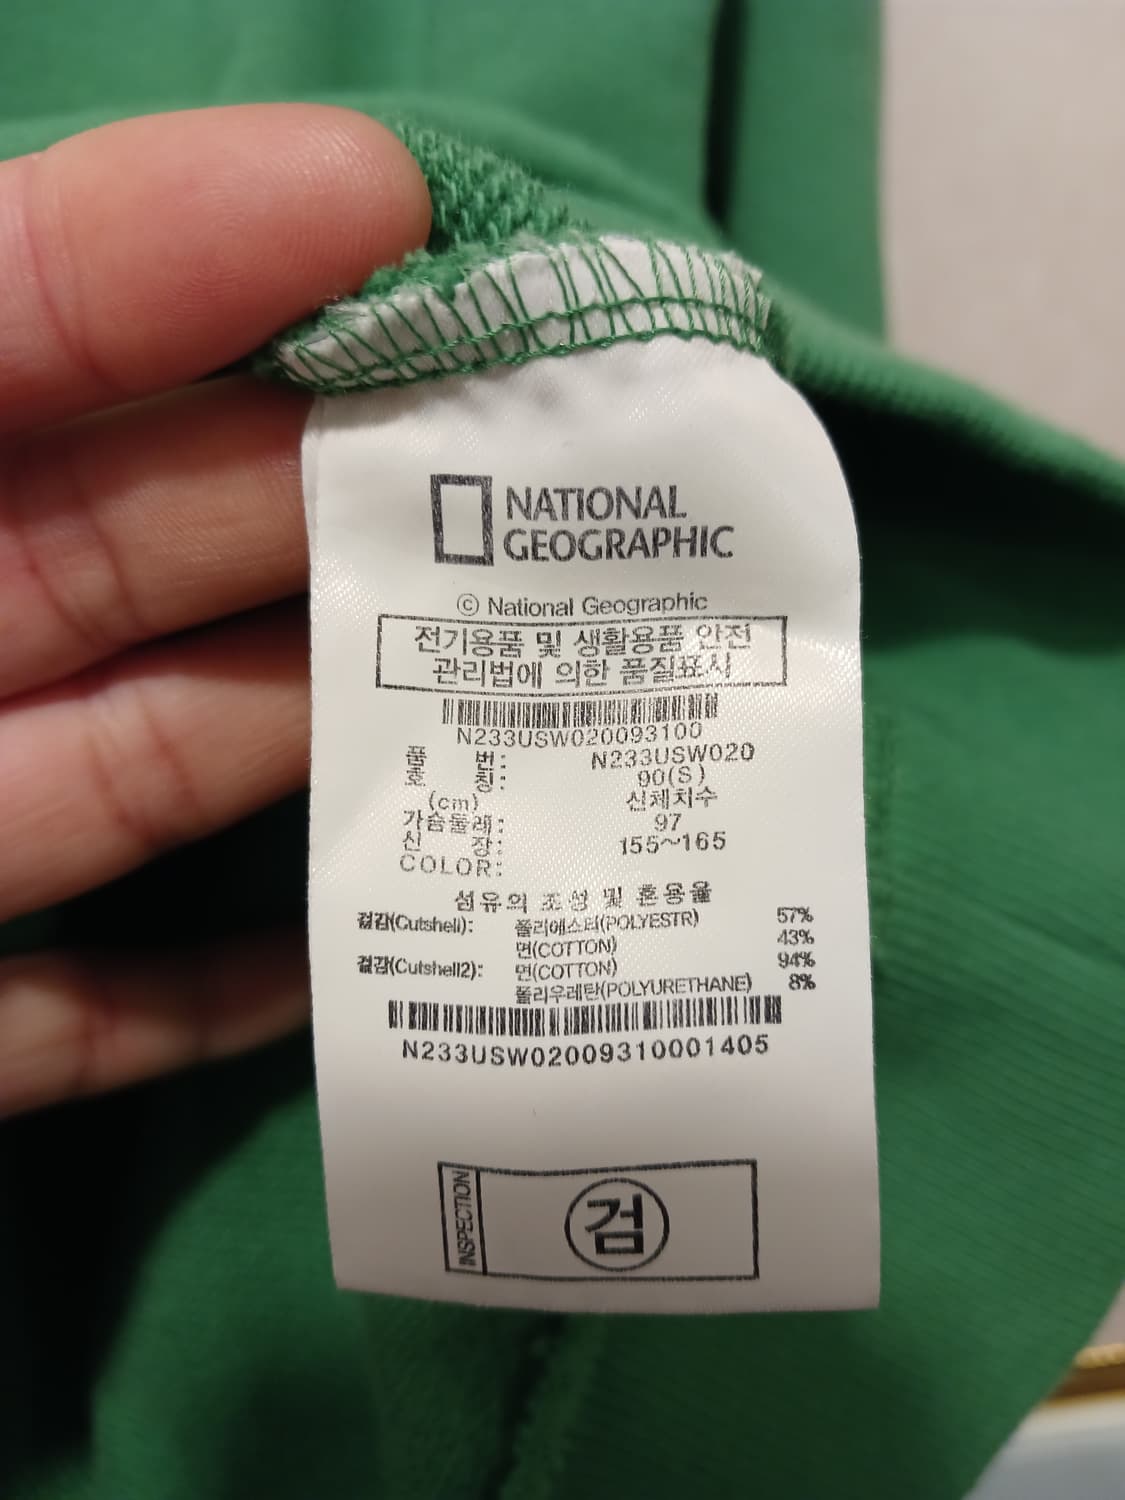 NATIONAL
GEOGRAPHIC
© National Geographic
전기용품 및 생활용품 안전
관리법에 의한 품질표시
N233USW020093100
품 번: N233USW020
호 칭: 90(S)
(cm) 신체치수
가슴둘레: 97
신 장: 155~165
COLOR:
섬유의 조성 및 혼용율
겉감(Cutshell): 폴리에스터(POLYESTR) 57%
면(COTTON) 43%
겉감(Cutshell2): 면(COTTON) 94%
폴리우레탄(POLYURETHANE) 8%
N233USW02009310001405
INSPECTION
검